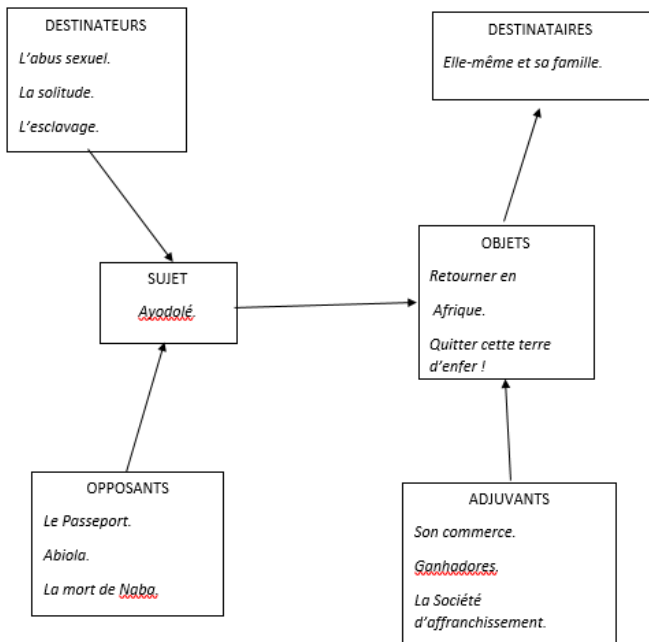 DESTINATEURS
L'abus sexuel.
La solitude.
L'esclavage.
DESTINATAIRES
Elle-même et sa famille.
SUJET
Ayodolé.
OBJETS
Retourner en
Afrique.
Quitter cette terre
d'enfer !
OPPOSANTS
Le Passeport.
Abiola.
La mort de Naba.
ADJUVANTS
Son commerce.
Ganhadores.
La Société
d'affranchissement.